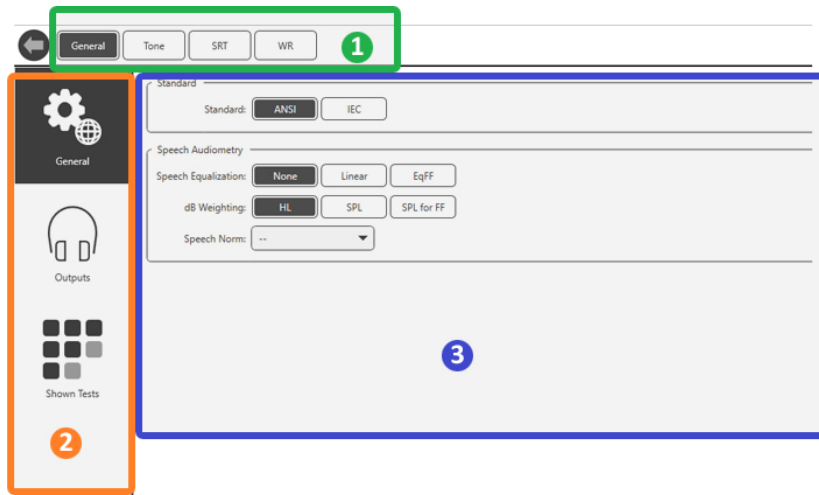 General Tone SRT WR 1
General
Outputs
Shown Tests
2
Standard
Standard: ANSI IEC
Speech Audiometry
Speech Equalization: None Linear EqFF
dB Weighting: HL SPL SPL for FF
Speech Norm: --
3